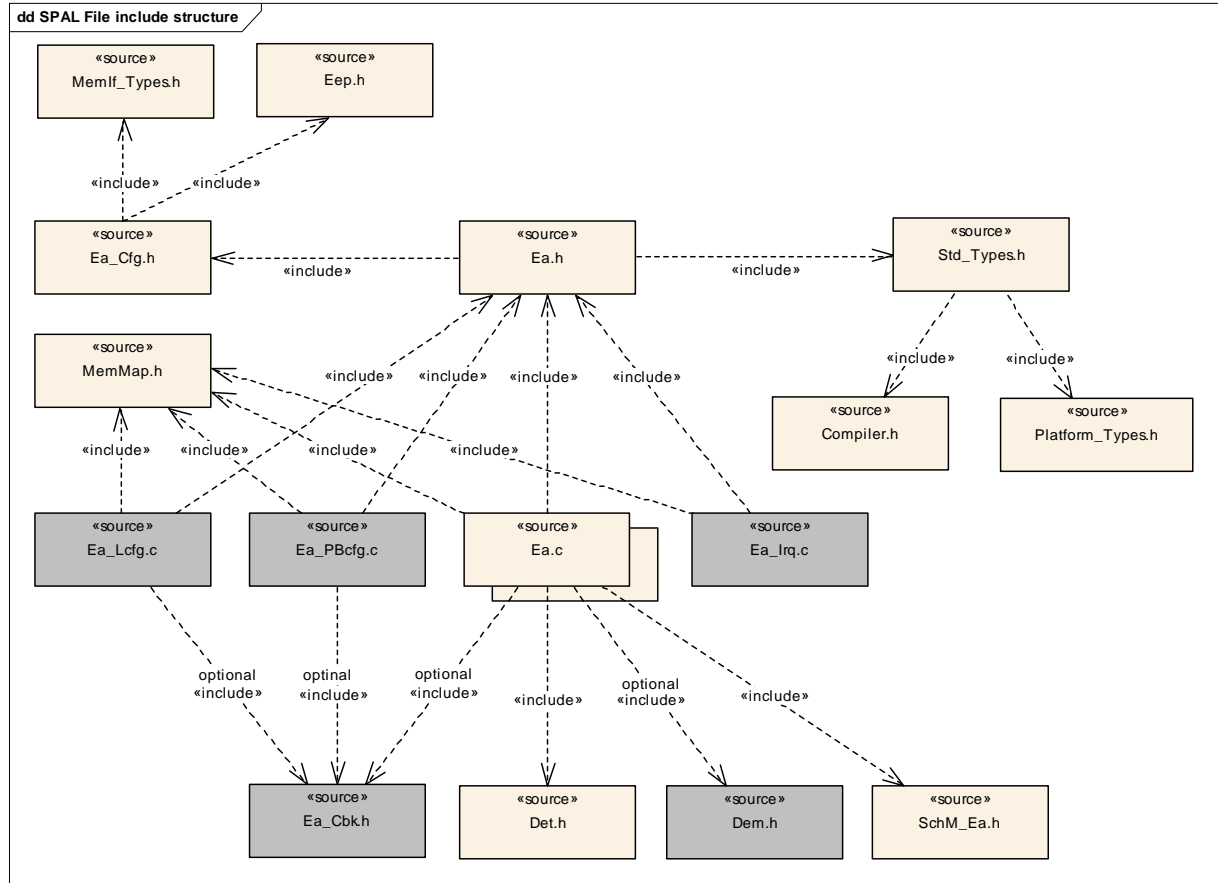 dd SPAL File include structure
«source»
MemIf_Types.h
«source»
Eep.h
«include»
«include»
«source»
Ea_Cfg.h
«source»
Ea.h
«source»
Std_Types.h
«include»
«include»
«source»
MemMap.h
«include»
«include»
«include»
«include»
«include»
«include»
«source»
Compiler.h
«source»
Platform_Types.h
«include»
«include»
«include»
«include»
«source»
Ea_Lcfg.c
«source»
Ea_PBcfg.c
«source»
Ea.c
«source»
Ea_Irq.c
optional
«include»
optinal
«include»
optional
«include»
«include»
optional
«include»
«include»
«source»
Ea_Cbk.h
«source»
Det.h
«source»
Dem.h
«source»
SchM_Ea.h